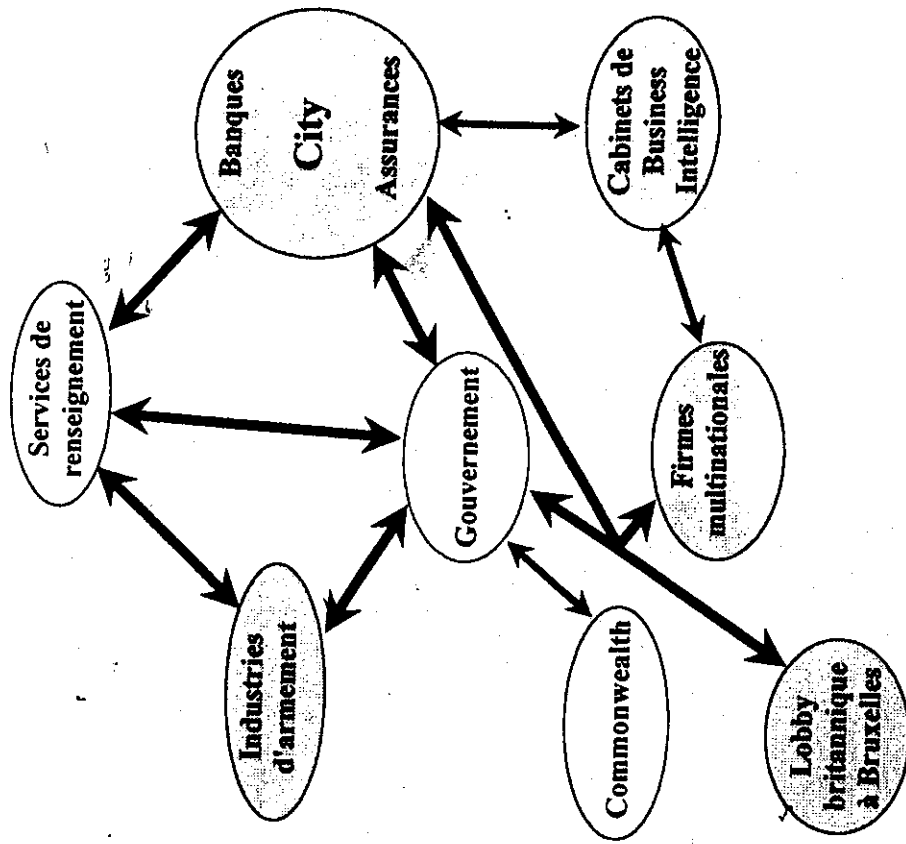 Services de
renseignement
Industries
d'armement
Banques
City
Assurances
Gouvernement
Commonwealth
Cabinets de
Business
Intelligence
Firmes
multinationales
Lobby
britannique
à Bruxelles